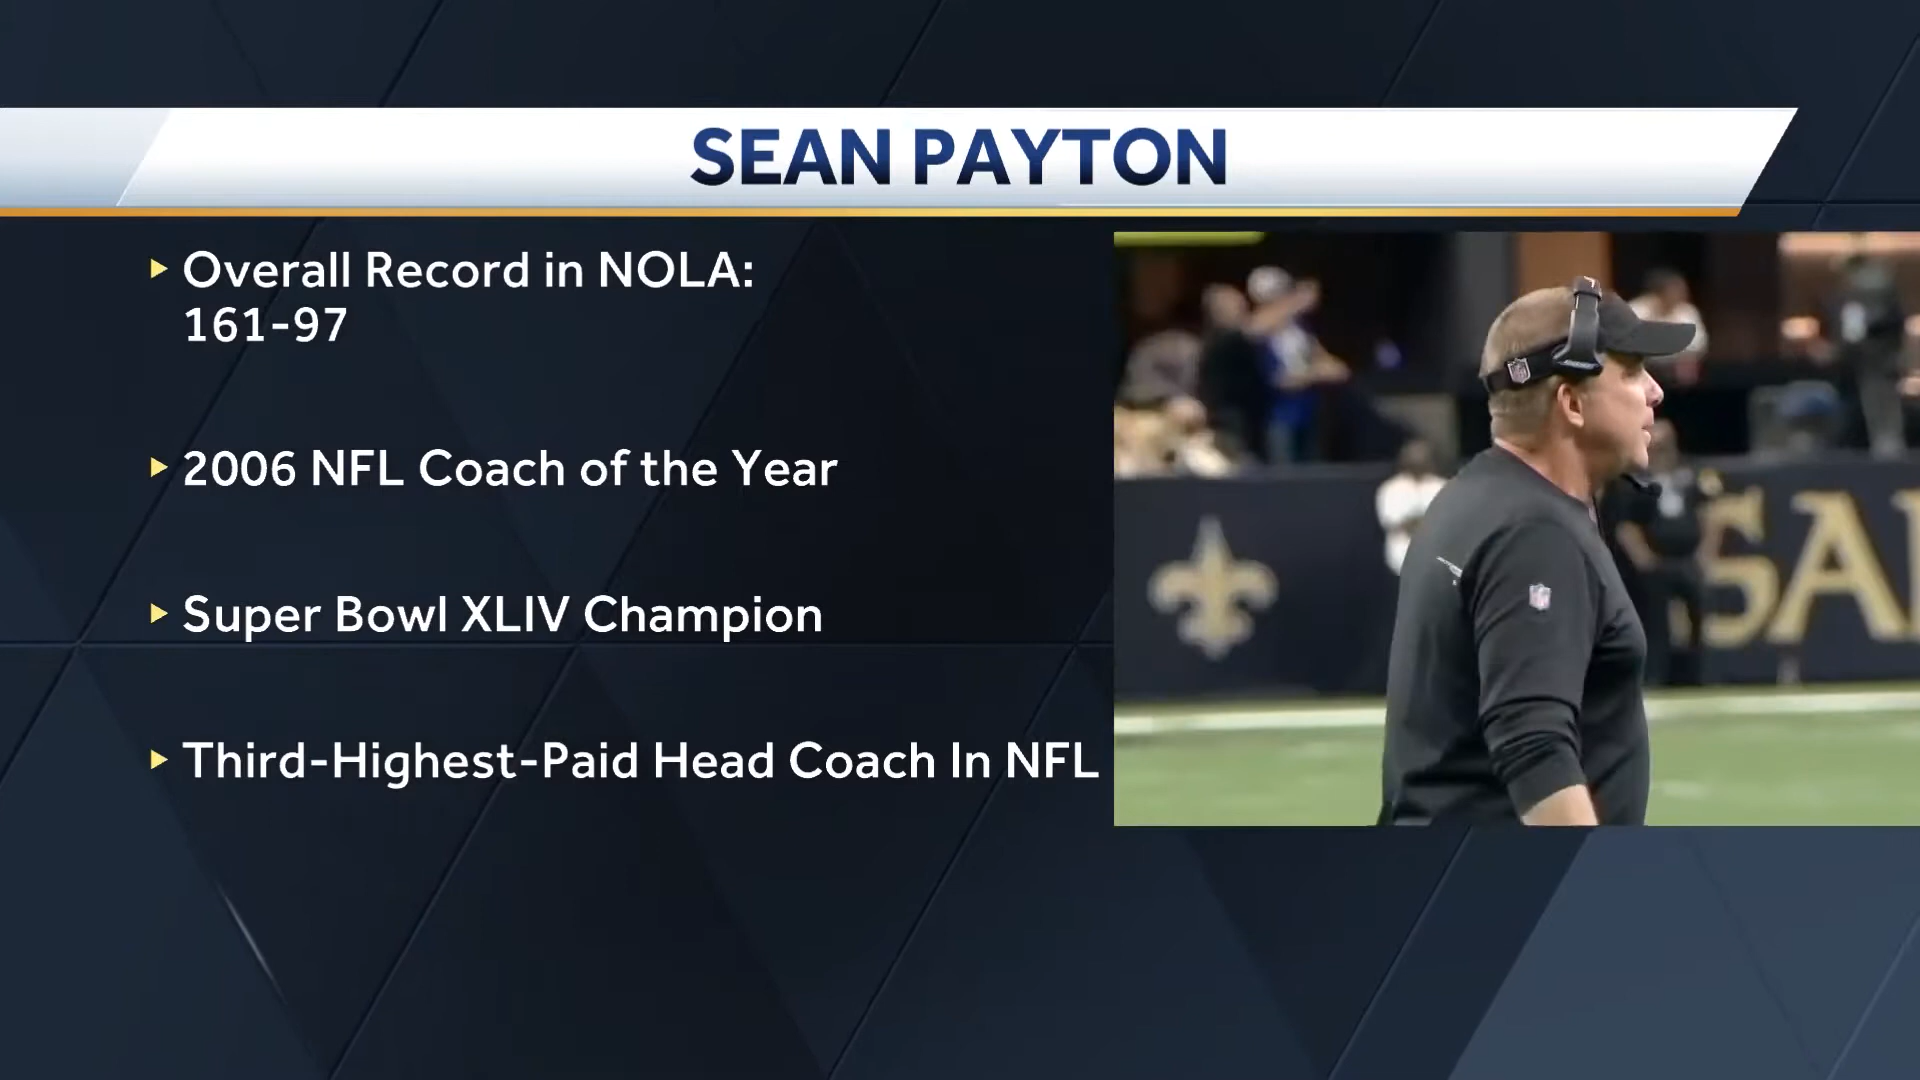 SEAN PAYTON
Overall Record in NOLA:
161-97
2006 NFL Coach of the Year
Super Bowl XLIV Champion
Third-Highest-Paid Head Coach In NFL
SAI